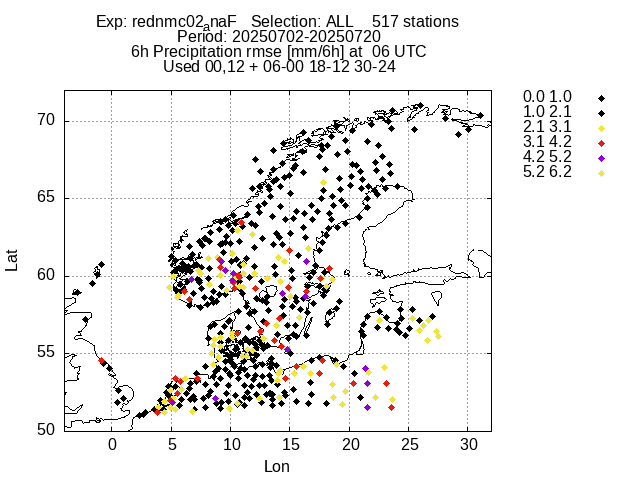 Exp: rednmc02anaF   Selection: ALL    517 stations
Period: 20250702-20250720
6h Precipitation rmse [mm/6h] at  06 UTC
Used 00,12 + 06-00 18-12 30-24
0.0 1.0
1.0 2.1
2.1 3.1
3.1 4.2
4.2 5.2
5.2 6.2
70
65
60
55
50
Lat
0 5 10 15 20 25 30
Lon